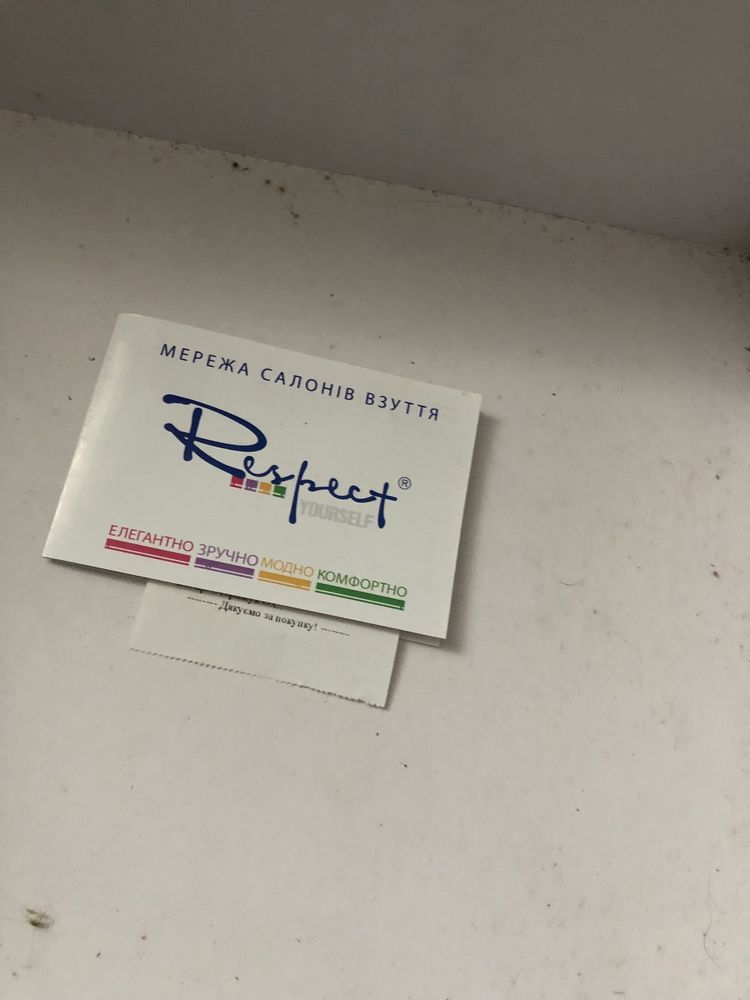 МЕРЕЖА САЛОНІВ ВЗУТТЯ
Respect®
YOURSELF
ЕЛЕГАНТНО ЗРУЧНО МОДНО КОМФОРТНО
------- Дякуємо за покупку! -------